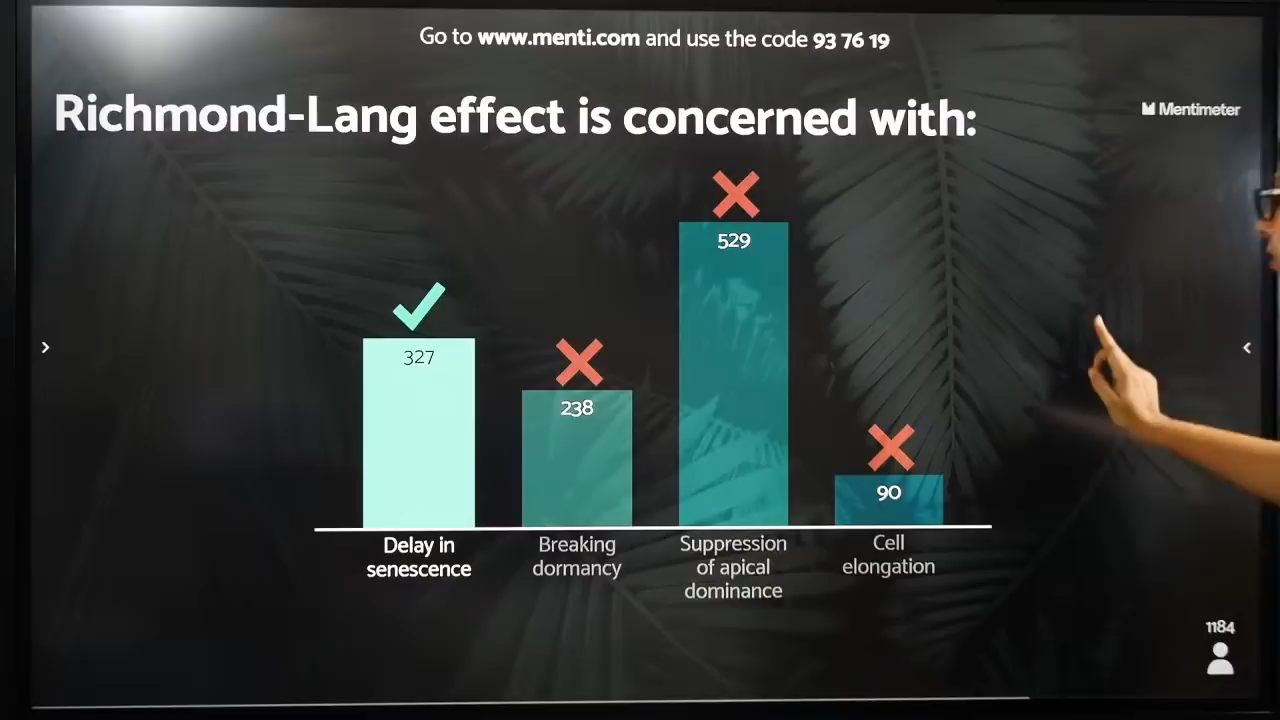 Go to www.menti.com and use the code 93 76 19
Richmond-Lang effect is concerned with:
Mentimeter
327
238
529
90
Delay in
senescence
Breaking
dormancy
Suppression
of apical
dominance
Cell
elongation
1184